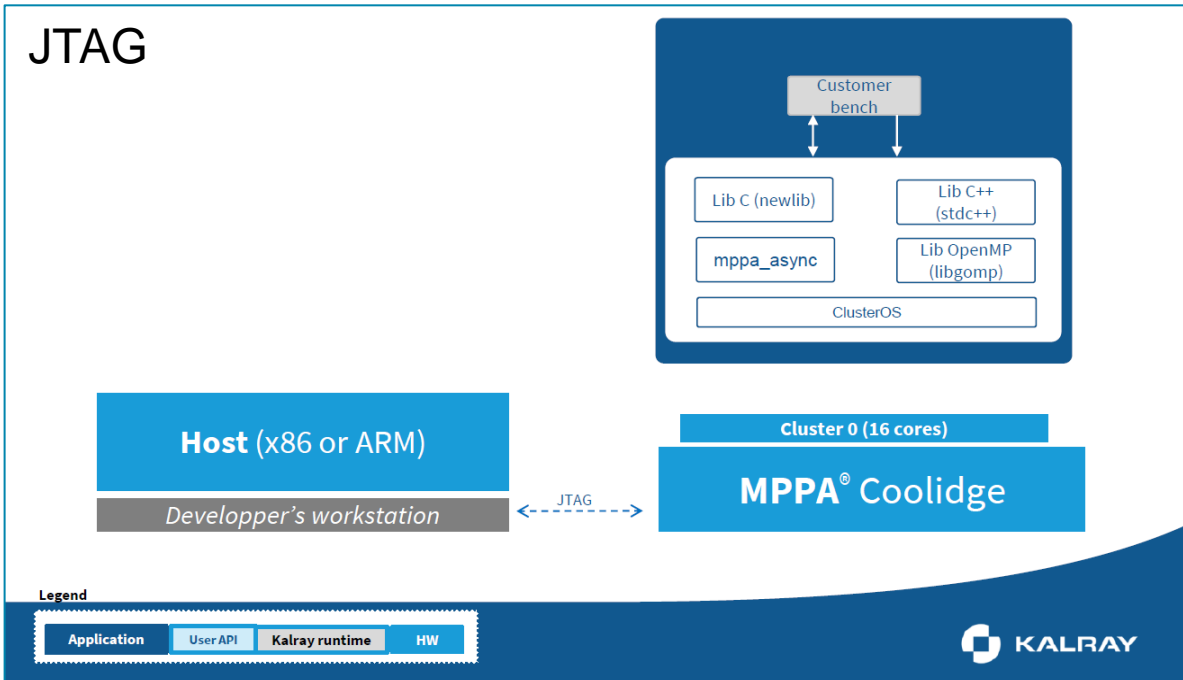 JTAG
Customer
bench
Lib C (newlib)
Lib C++
(stdc++)
mppa_async
Lib OpenMP
(libgomp)
ClusterOS
Host (x86 or ARM)
Developper's workstation
JTAG
Cluster 0 (16 cores)
MPPA® Coolidge
Legend
Application
User API
Kalray runtime
HW
KALRAY